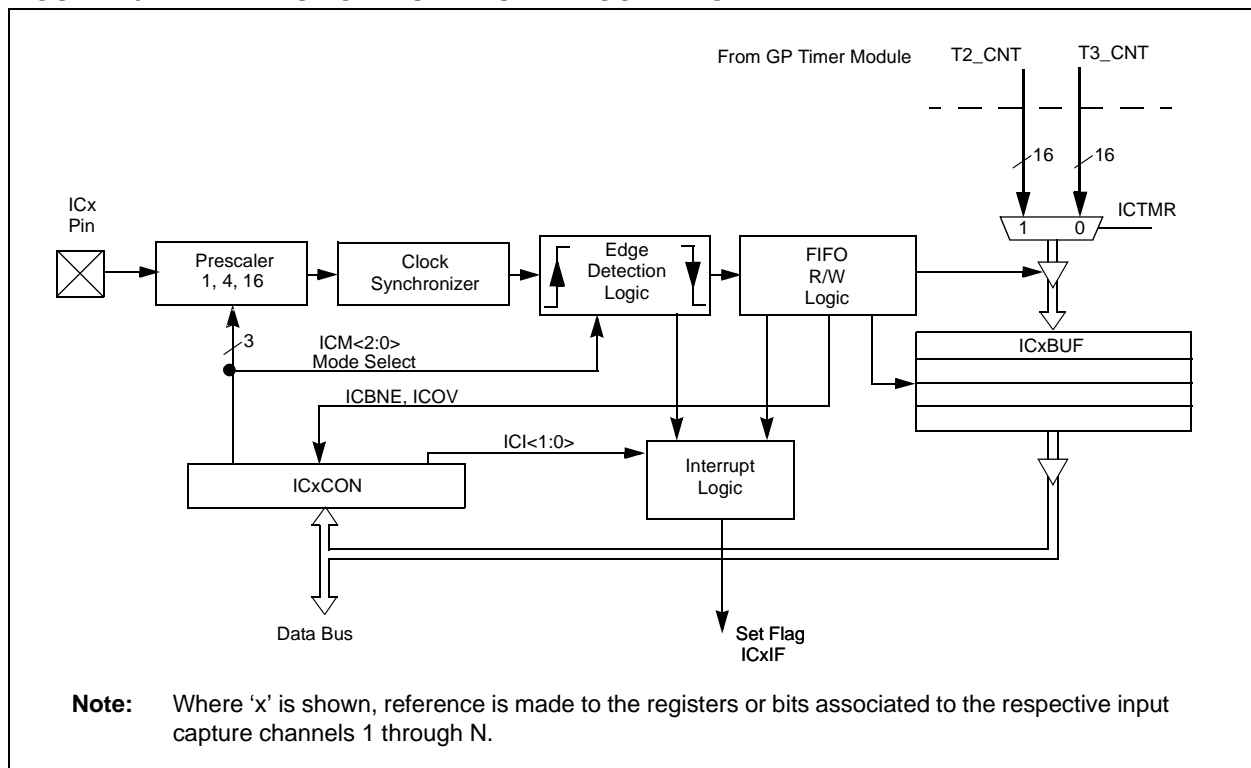 From GP Timer Module
T2_CNT
T3_CNT
16
16
ICx
Pin
1
0
ICTMR
Prescaler
1, 4, 16
Clock
Synchronizer
Edge
Detection
Logic
FIFO
R/W
Logic
3
ICM<2:0>
Mode Select
ICxBUF
ICBNE, ICOV
ICI<1:0>
Interrupt
Logic
ICxCON
Data Bus
Set Flag
ICxIF
Note: Where ‘x’ is shown, reference is made to the registers or bits associated to the respective input
capture channels 1 through N.